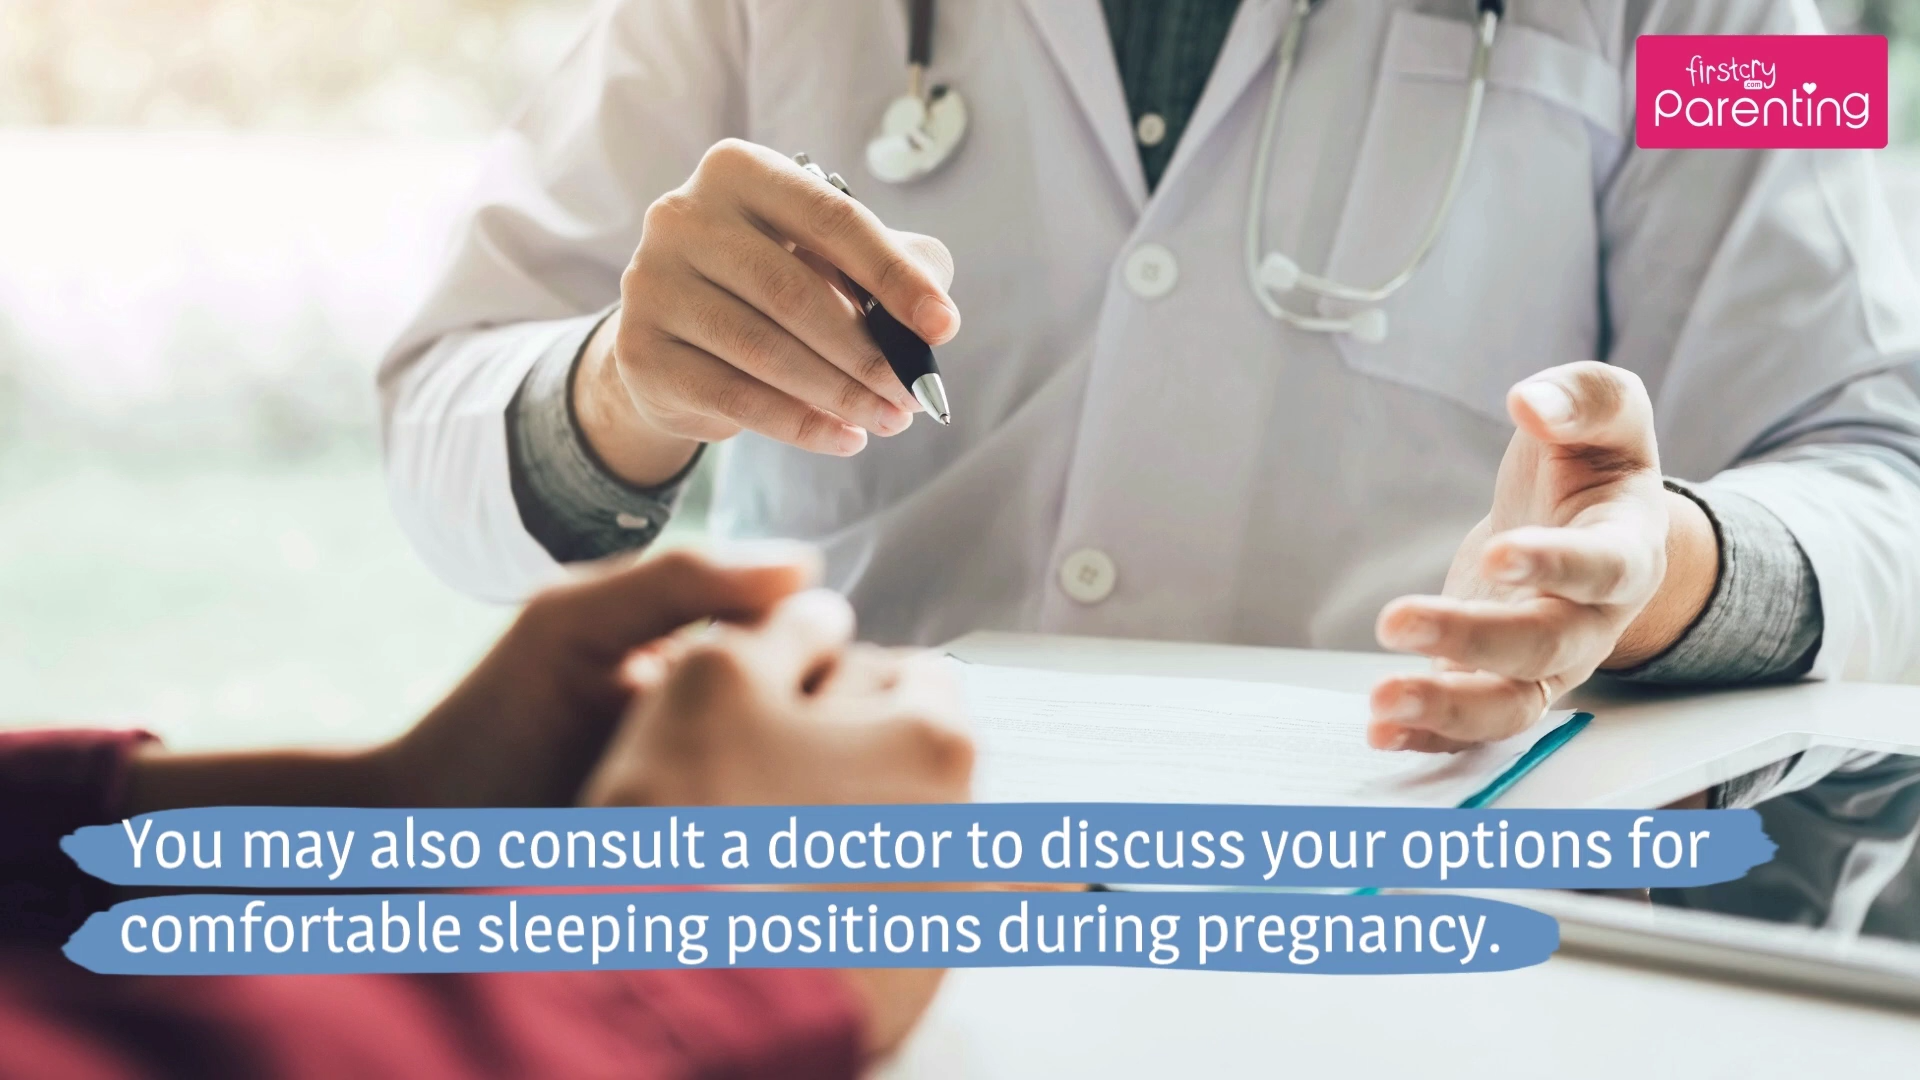 firstcry
.com
Parenting
You may also consult a doctor to discuss your options for
comfortable sleeping positions during pregnancy.